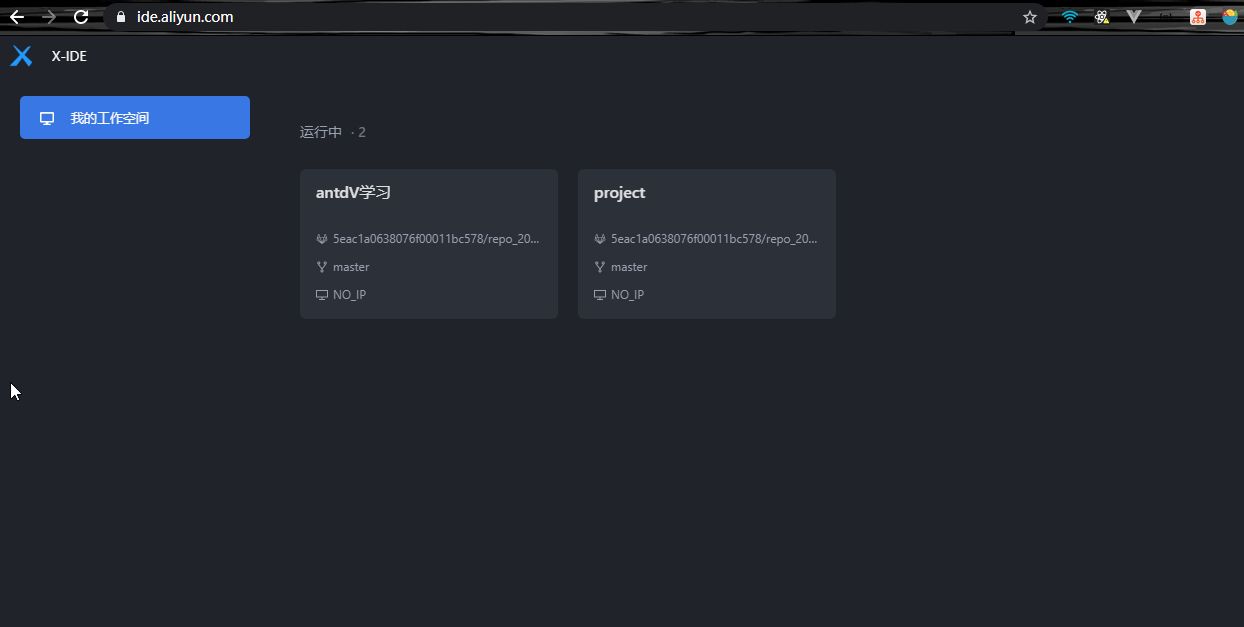 ide.aliyun.com
X-IDE
我的工作空间
运行中 · 2
antdV学习
5eac1a0638076f00011bc578/repo_20...
master
NO_IP
project
5eac1a0638076f00011bc578/repo_20...
master
NO_IP